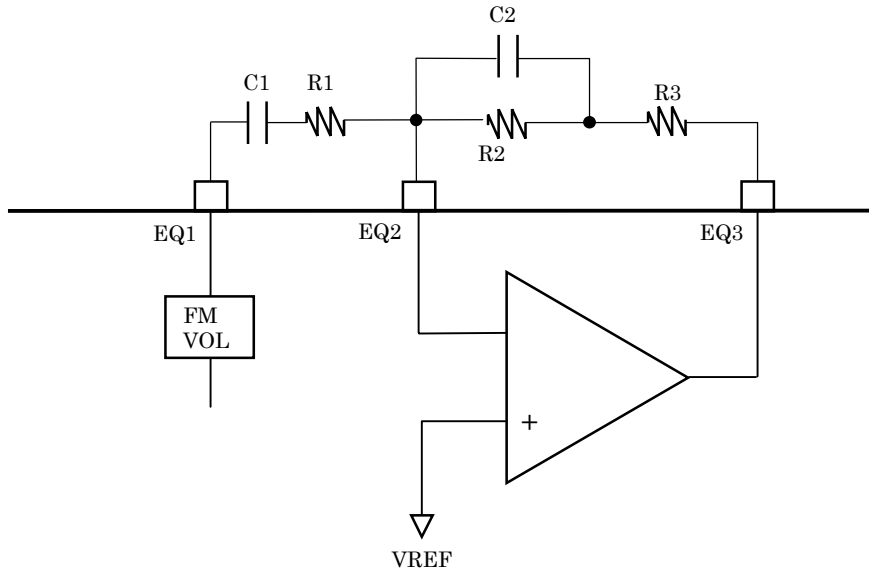 C2
C1
R1
R3
R2
EQ1
EQ2
EQ3
FM
VOL
+
VREF